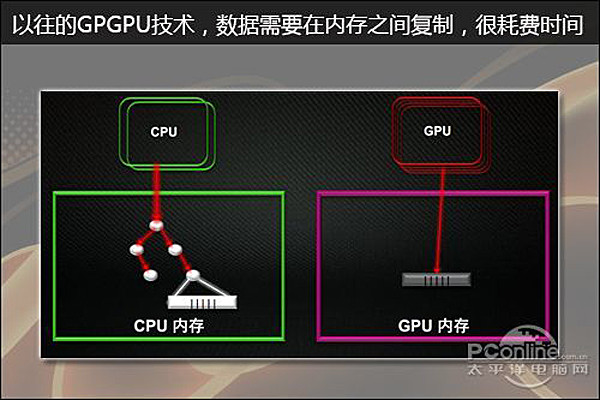 以往的GPGPU技术，数据需要在内存之间复制，很耗费时间
CPU
GPU
CPU 内存
GPU 内存
PConline.com.cn
太平洋电脑网